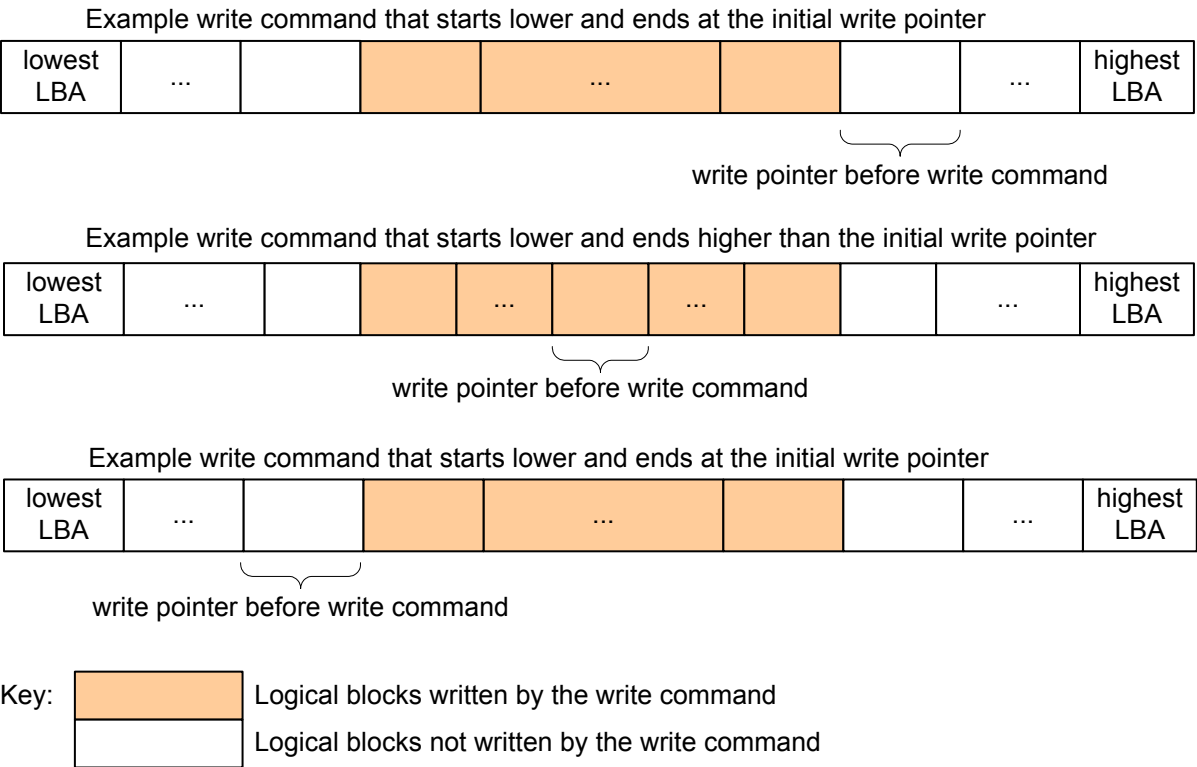 Example write command that starts lower and ends at the initial write pointer
lowest LBA ... ... ... highest LBA
write pointer before write command
Example write command that starts lower and ends higher than the initial write pointer
lowest LBA ... ... ... ... highest LBA
write pointer before write command
Example write command that starts lower and ends at the initial write pointer
lowest LBA ... ... ... highest LBA
write pointer before write command
Key:
Logical blocks written by the write command
Logical blocks not written by the write command